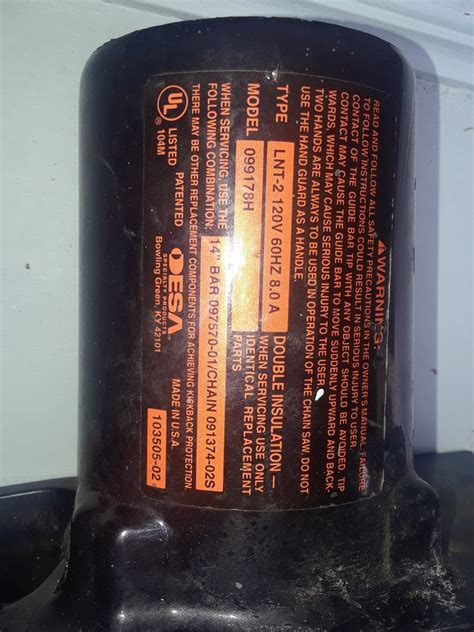 WARNING:
READ AND FOLLOW ALL SAFETY PRECAUTIONS IN THE OWNER'S MANUAL. FAILURE
TO FOLLOW INSTRUCTIONS COULD RESULT IN SERIOUS INJURY TO USER.
CONTACT OF THE GUIDE BAR TIP WITH ANY OBJECT SHOULD BE AVOIDED. TIP
CONTACT MAY CAUSE THE GUIDE BAR TO MOVE SUDDENLY UPWARD AND BACK
WARDS, WHICH MAY CAUSE SERIOUS INJURY TO THE USER.
TWO HANDS ARE ALWAYS TO BE USED IN OPERATION OF THE CHAIN SAW. DO NOT
USE THE HAND GUARD AS A HANDLE.
TYPE LNT-2 120V 60HZ 8.0 A
MODEL 099178H
DOUBLE INSULATION —
WHEN SERVICING USE ONLY
IDENTICAL REPLACEMENT
PARTS
WHEN SERVICING, USE THE
FOLLOWING COMBINATION: 14" BAR 097570-01/CHAIN 091374-02S
THERE MAY BE OTHER REPLACEMENT COMPONENTS FOR ACHIEVING KICKBACK PROTECTION.
UL ® LISTED
104M PATENTED
DESA
SPECIALTY PRODUCTS™
Bowling Green, KY 42101
MADE IN U.S.A.
103505-02